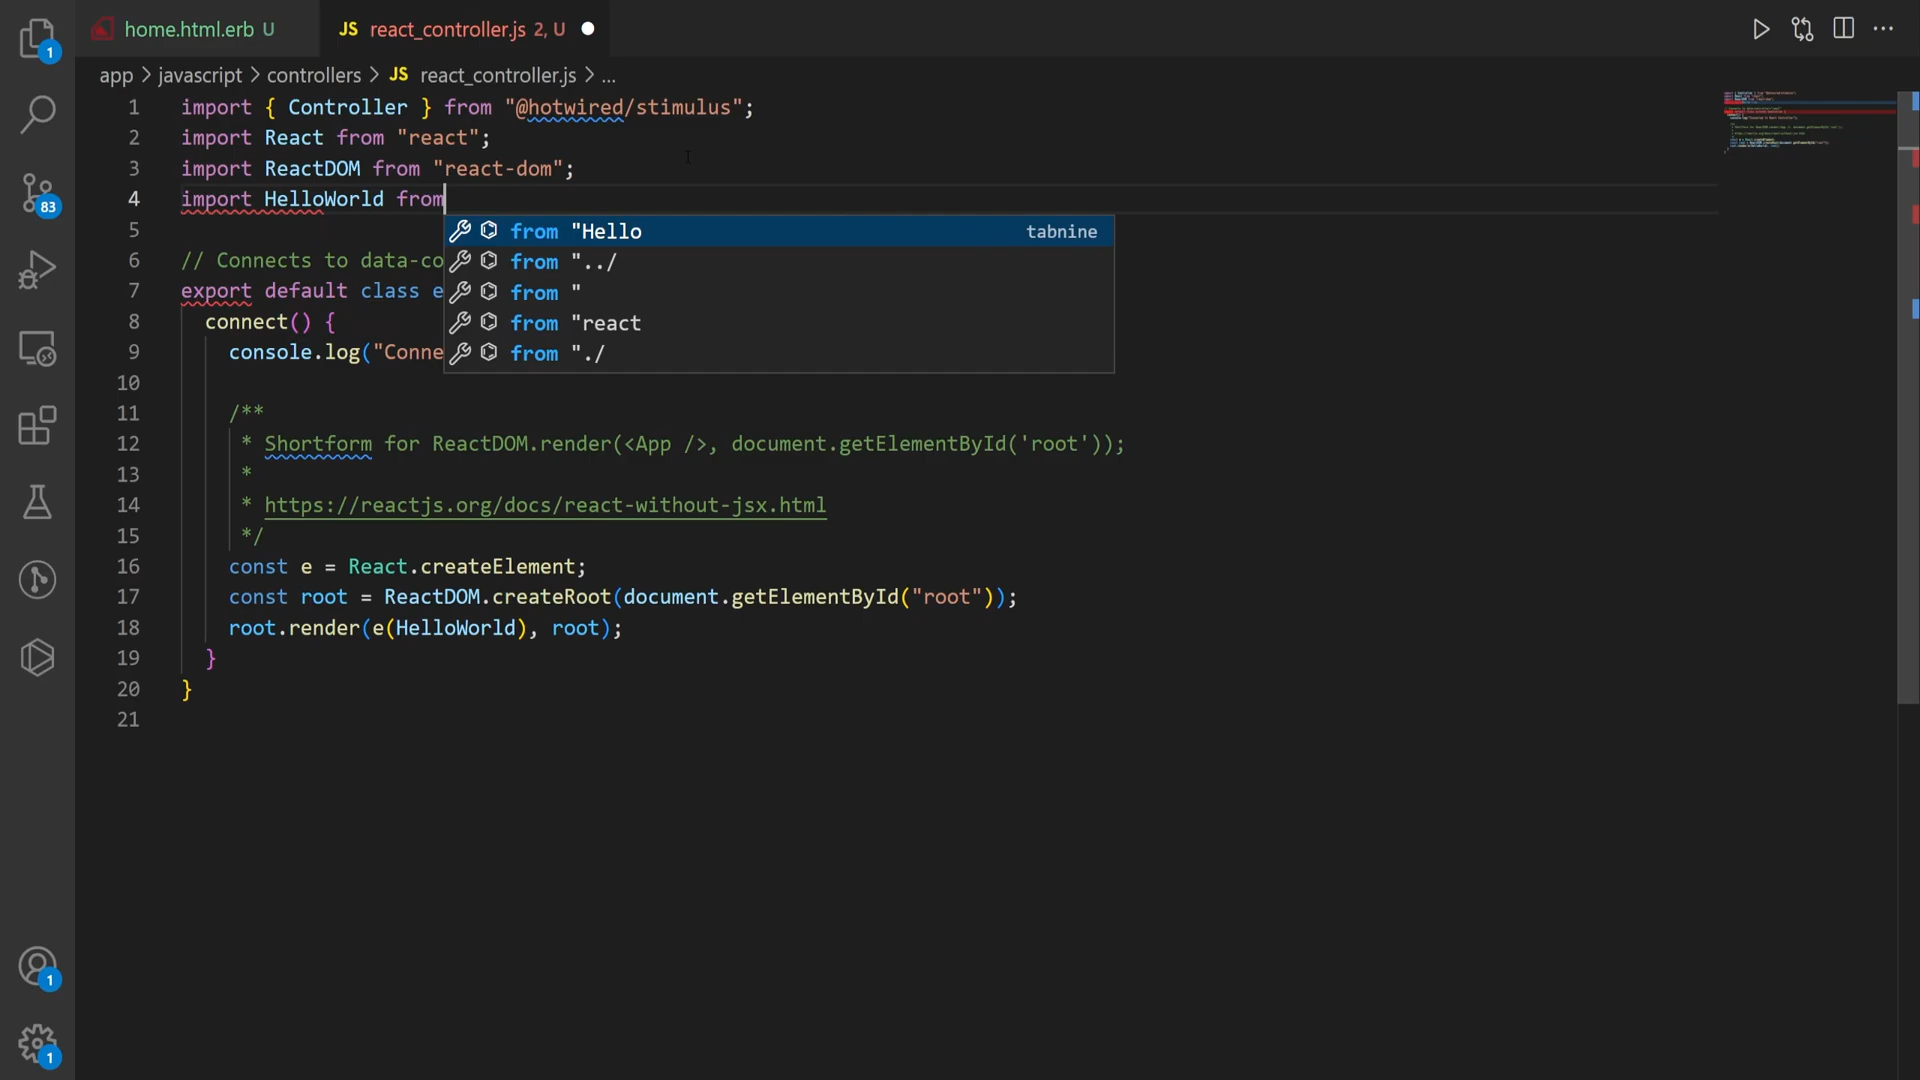 home.html.erb U
JS react_controller.js 2, U
app > javascript > controllers > JS react_controller.js > ...
1 import { Controller } from "@hotwired/stimulus";
2 import React from "react";
3 import ReactDOM from "react-dom";
4 import HelloWorld from
from "Hello tabnine
from "../
from "
from "react
from "./
5
6 // Connects to data-co
7 export default class e
8 connect() {
9 console.log("Conne
10
11 /**
12 * Shortform for ReactDOM.render(<App />, document.getElementById('root'));
13 *
14 * https://reactjs.org/docs/react-without-jsx.html
15 */
16 const e = React.createElement;
17 const root = ReactDOM.createRoot(document.getElementById("root"));
18 root.render(e(HelloWorld), root);
19 }
20 }
21
1
83
1
1